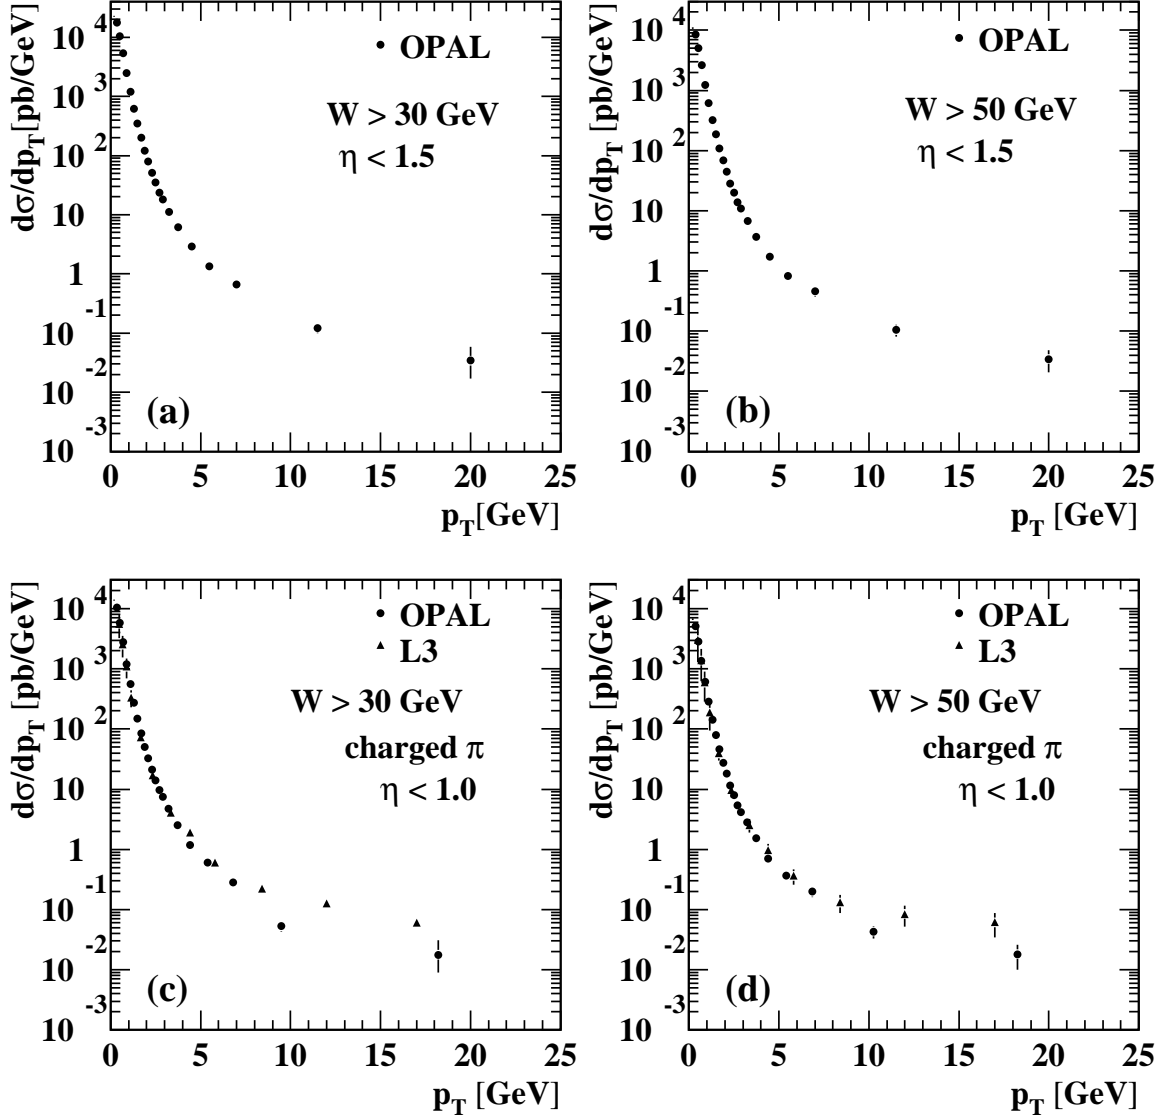 dσ/dp_T[pb/GeV]
10^4
10^3
10^2
10
1
10^-1
10^-2
10^-3
OPAL
W > 30 GeV
η < 1.5
(a)
0 5 10 15 20 25
p_T[GeV]
dσ/dp_T [pb/GeV]
10^4
10^3
10^2
10
1
10^-1
10^-2
10^-3
OPAL
W > 50 GeV
η < 1.5
(b)
0 5 10 15 20 25
p_T [GeV]
dσ/dp_T [pb/GeV]
10^4
10^3
10^2
10
1
10^-1
10^-2
10^-3
OPAL
L3
W > 30 GeV
charged π
η < 1.0
(c)
0 5 10 15 20 25
p_T [GeV]
dσ/dp_T [pb/GeV]
10^4
10^3
10^2
10
1
10^-1
10^-2
10^-3
OPAL
L3
W > 50 GeV
charged π
η < 1.0
(d)
0 5 10 15 20 25
p_T [GeV]